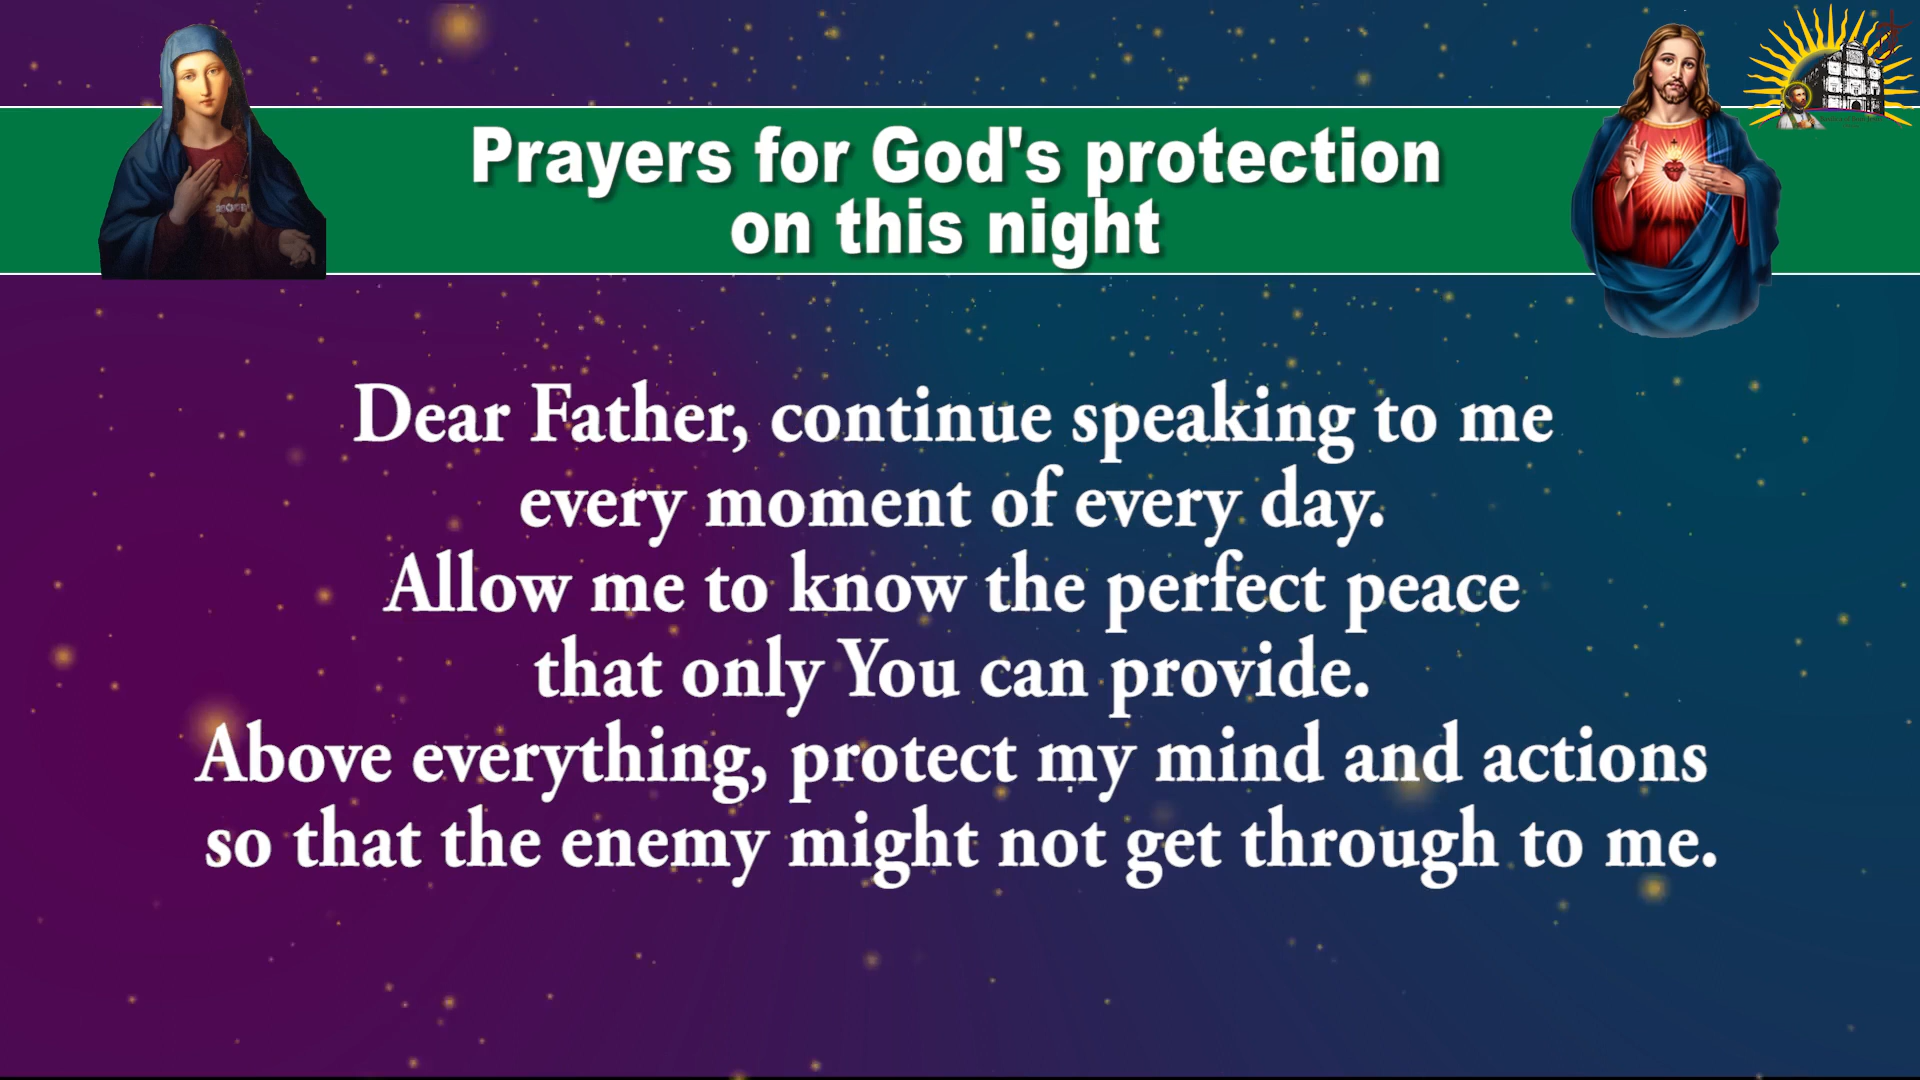 Prayers for God's protection
on this night
Dear Father, continue speaking to me
every moment of every day.
Allow me to know the perfect peace
that only You can provide.
Above everything, protect my mind and actions
so that the enemy might not get through to me.